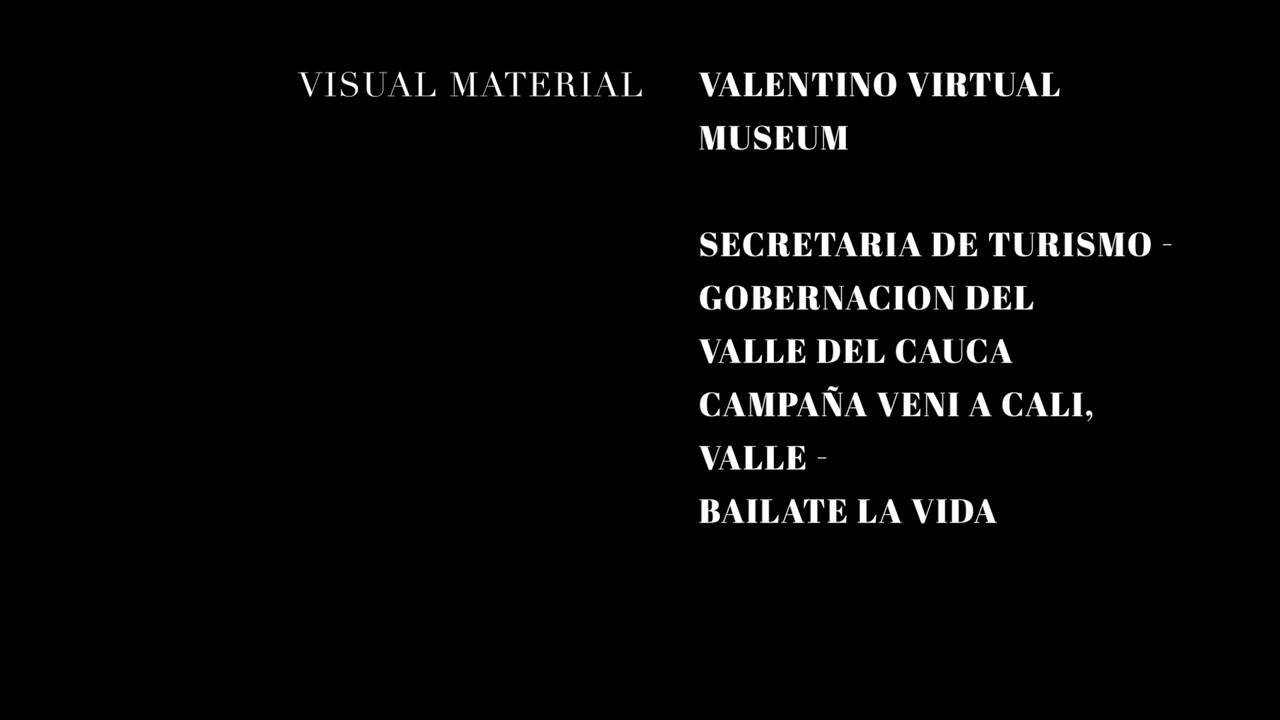 VISUAL MATERIAL VALENTINO VIRTUAL
MUSEUM
SECRETARIA DE TURISMO -
GOBERNACION DEL
VALLE DEL CAUCA
CAMPAÑA VENI A CALI,
VALLE -
BAILATE LA VIDA